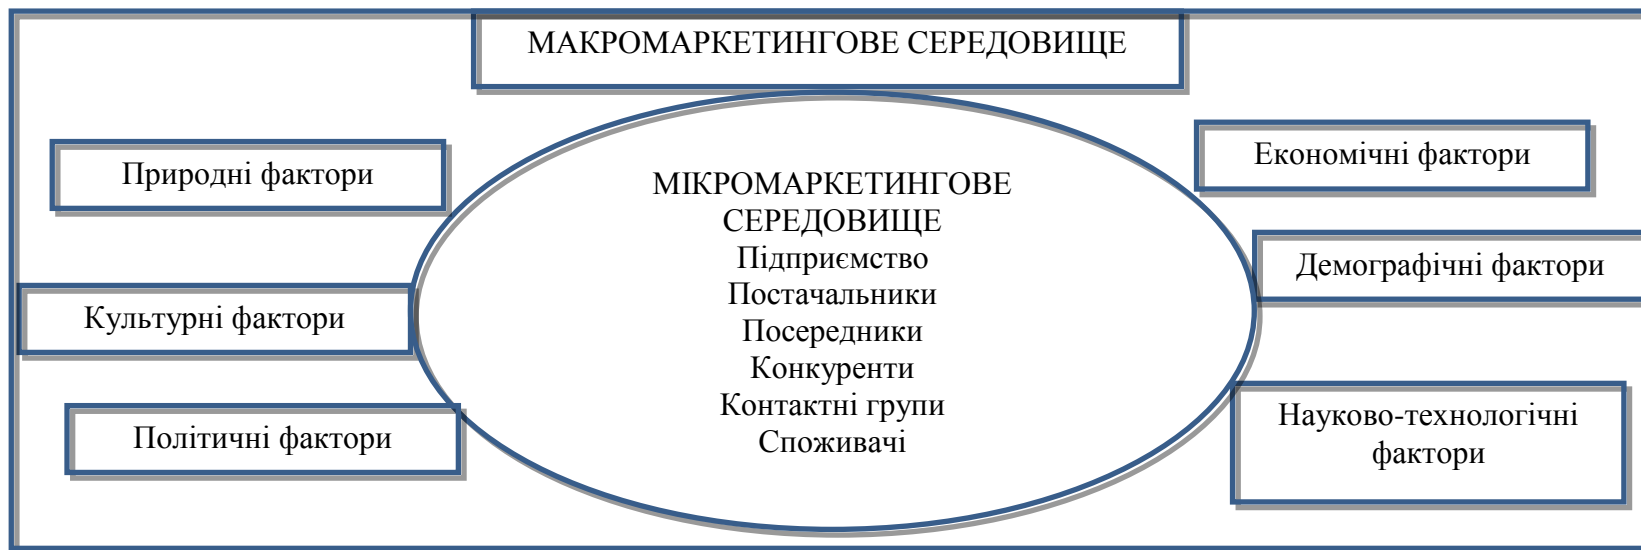 МАКРОМАРКЕТИНГОВЕ СЕРЕДОВИЩЕ
Природні фактори
Культурні фактори
Політичні фактори
МІКРОМАРКЕТИНГОВЕ
СЕРЕДОВИЩЕ
Підприємство
Постачальники
Посередники
Конкуренти
Контактні групи
Споживачі
Економічні фактори
Демографічні фактори
Науково-технологічні
фактори